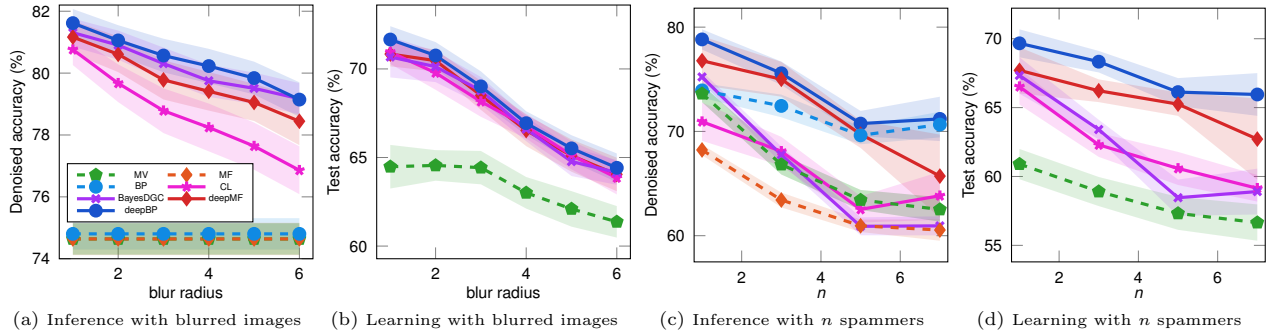 82
80
78
76
74
Denoised accuracy (%)
MV
MF
BP
CL
BayesDGC
deepMF
deepBP
2
4
6
blur radius
(a) Inference with blurred images
70
65
60
Test accuracy (%)
2
4
6
blur radius
(b) Learning with blurred images
80
70
60
Denoised accuracy (%)
2
4
6
n
(c) Inference with n spammers
70
65
60
55
Test accuracy (%)
2
4
6
n
(d) Learning with n spammers